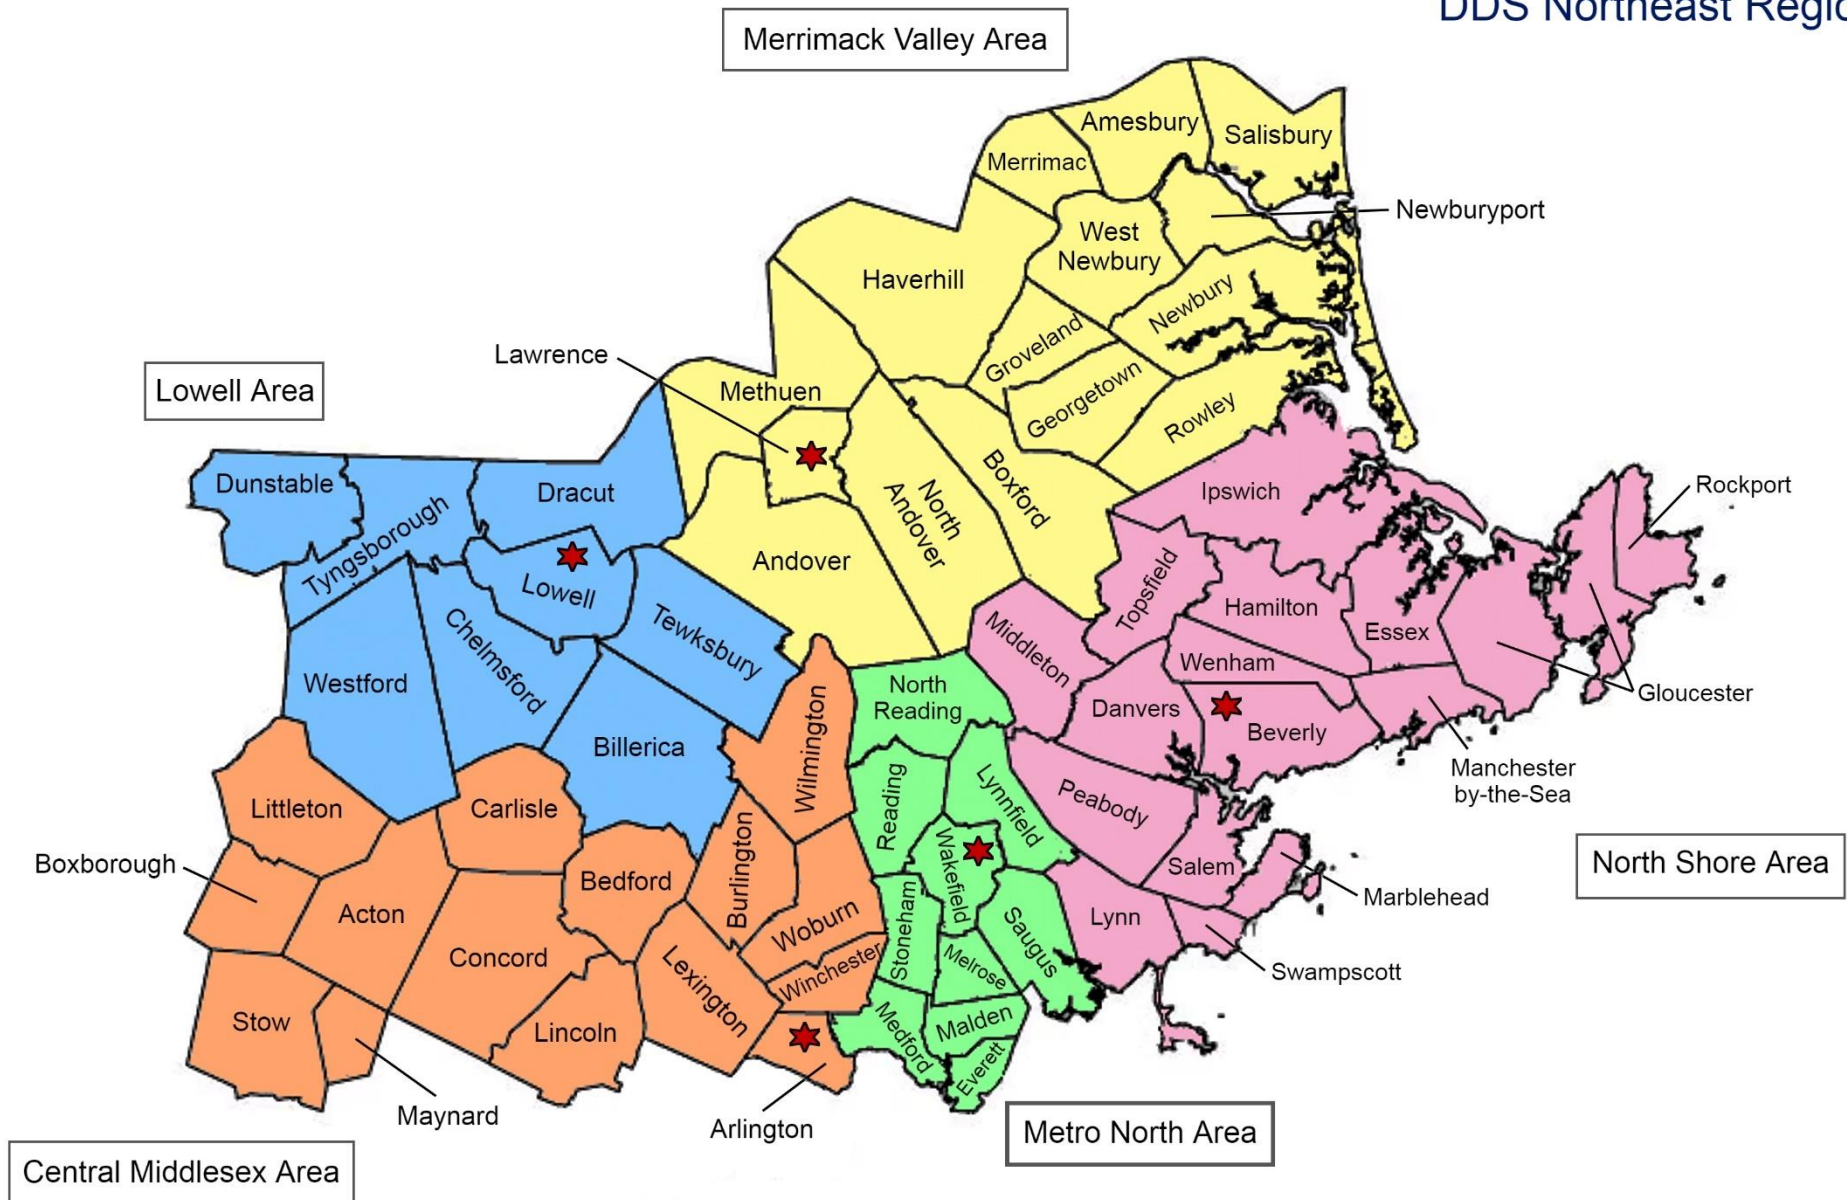 DDS Northeast Regio
Merrimack Valley Area
Amesbury
Salisbury
Merrimac
Newburyport
West
Newbury
Haverhill
Newbury
Groveland
Lawrence
Georgetown
Methuen
Rowley
Lowell Area
Dunstable
Dracut
Tyngsborough
Lowell
Andover
North
Andover
Boxford
Ipswich
Rockport
Topsfield
Hamilton
Essex
Wenham
Middleton
Gloucester
Danvers
Beverly
Manchester
by-the-Sea
Tewksbury
Chelmsford
Westford
Billerica
Wilmington
North
Reading
Reading
Lynnfield
Peabody
Wakefield
Salem
Marblehead
North Shore Area
Littleton
Carlisle
Boxborough
Bedford
Burlington
Acton
Woburn
Stoneham
Saugus
Lynn
Swampscott
Concord
Lexington
Winchester
Melrose
Stow
Lincoln
Medford
Malden
Everett
Maynard
Arlington
Metro North Area
Central Middlesex Area